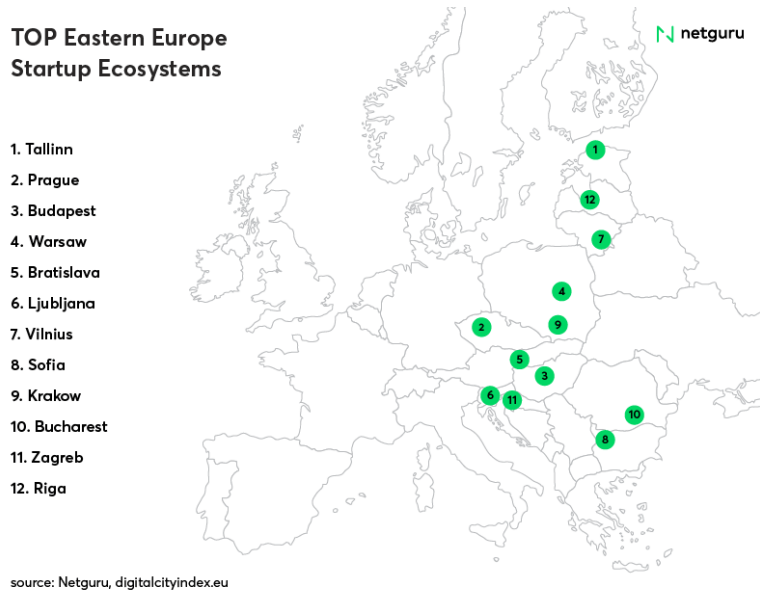 TOP Eastern Europe
Startup Ecosystems
netguru
1. Tallinn
2. Prague
3. Budapest
4. Warsaw
5. Bratislava
6. Ljubljana
7. Vilnius
8. Sofia
9. Krakow
10. Bucharest
11. Zagreb
12. Riga
1
12
7
4
9
2
5
3
6
11
10
8
source: Netguru, digitalcityindex.eu